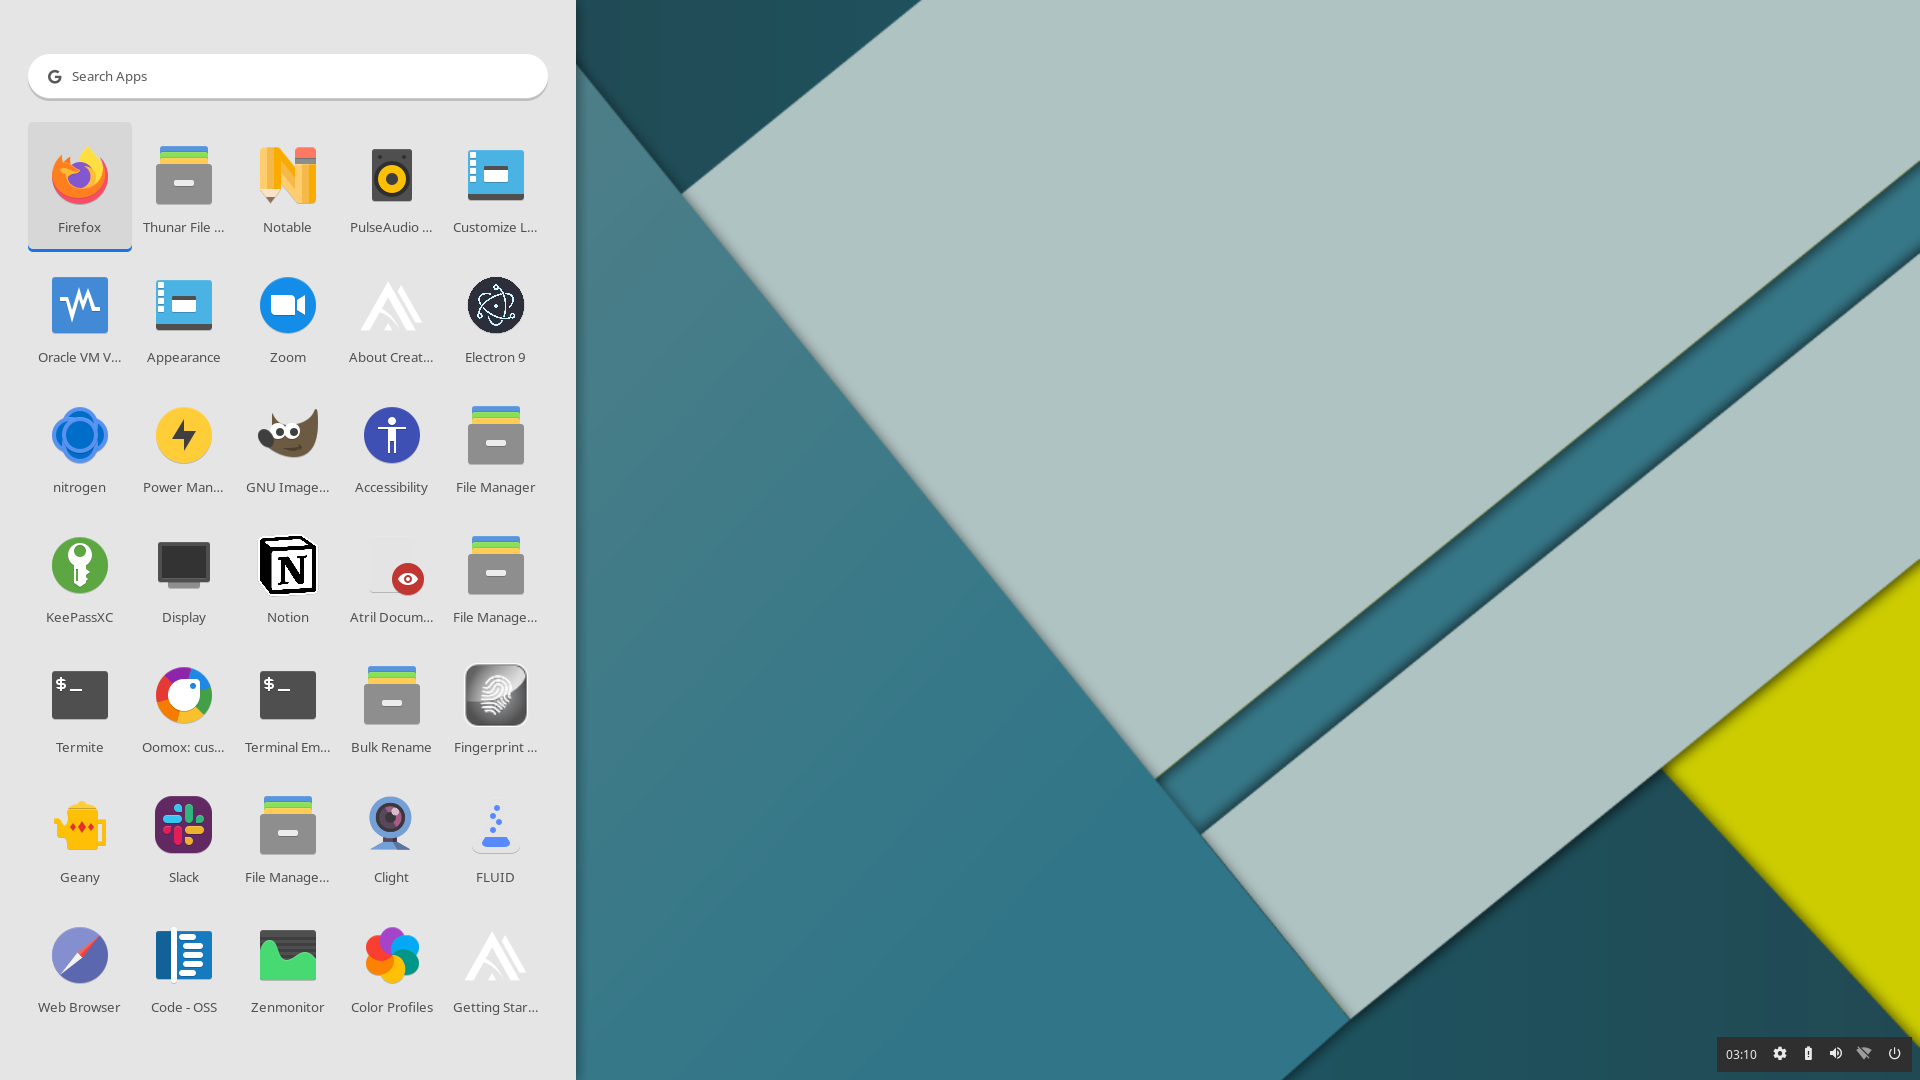 Search Apps
Firefox
Thunar File ...
Notable
PulseAudio ...
Customize L...
Oracle VM V...
Appearance
Zoom
About Creat...
Electron 9
nitrogen
Power Man...
GNU Image...
Accessibility
File Manager
KeePassXC
Display
Notion
Atril Docum...
File Manage...
Termite
Oomox: cus...
Terminal Em...
Bulk Rename
Fingerprint ...
Geany
Slack
File Manage...
Clight
FLUID
Web Browser
Code - OSS
Zenmonitor
Color Profiles
Getting Star...
03:10